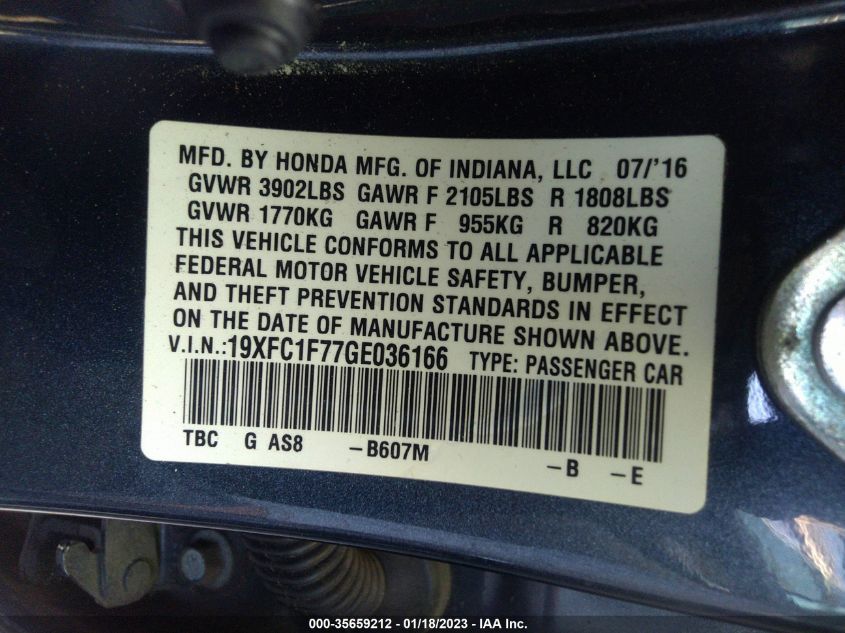 MFD. BY HONDA MFG. OF INDIANA, LLC 07/'16
GVWR 3902LBS GAWR F 2105LBS R 1808LBS
GVWR 1770KG GAWR F 955KG R 820KG
THIS VEHICLE CONFORMS TO ALL APPLICABLE
FEDERAL MOTOR VEHICLE SAFETY, BUMPER,
AND THEFT PREVENTION STANDARDS IN EFFECT
ON THE DATE OF MANUFACTURE SHOWN ABOVE.
V.I.N.:19XFC1F77GE036166 TYPE: PASSENGER CAR
TBC G AS8 -B607M -B -E
000-35659212 - 01/18/2023 - IAA Inc.